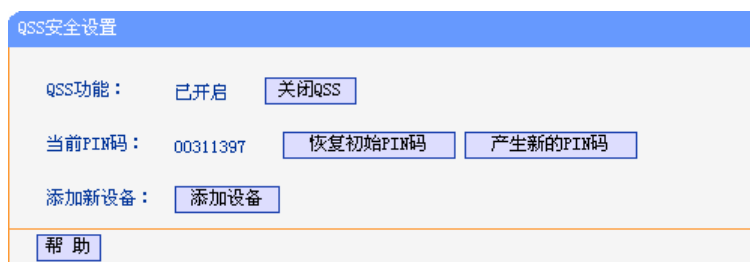 QSS安全设置
QSS功能： 已开启 关闭QSS
当前PIN码： 00311397 恢复初始PIN码 产生新的PIN码
添加新设备： 添加设备
帮 助